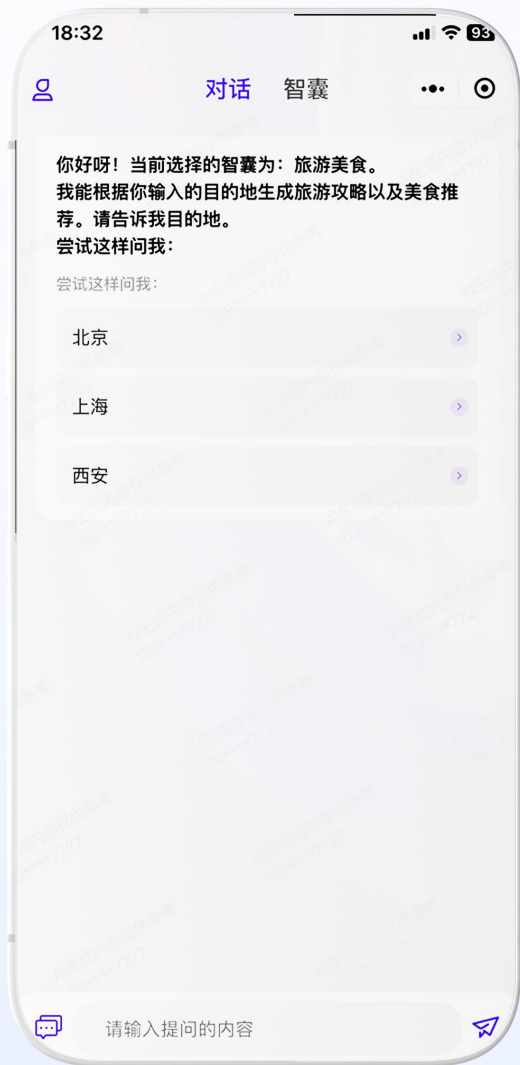 18:32
93
对话 智囊
你好呀！当前选择的智囊为：旅游美食。
我能根据你输入的目的地生成旅游攻略以及美食推
荐。请告诉我目的地。
尝试这样问我：
尝试这样问我：
北京
上海
西安
请输入提问的内容